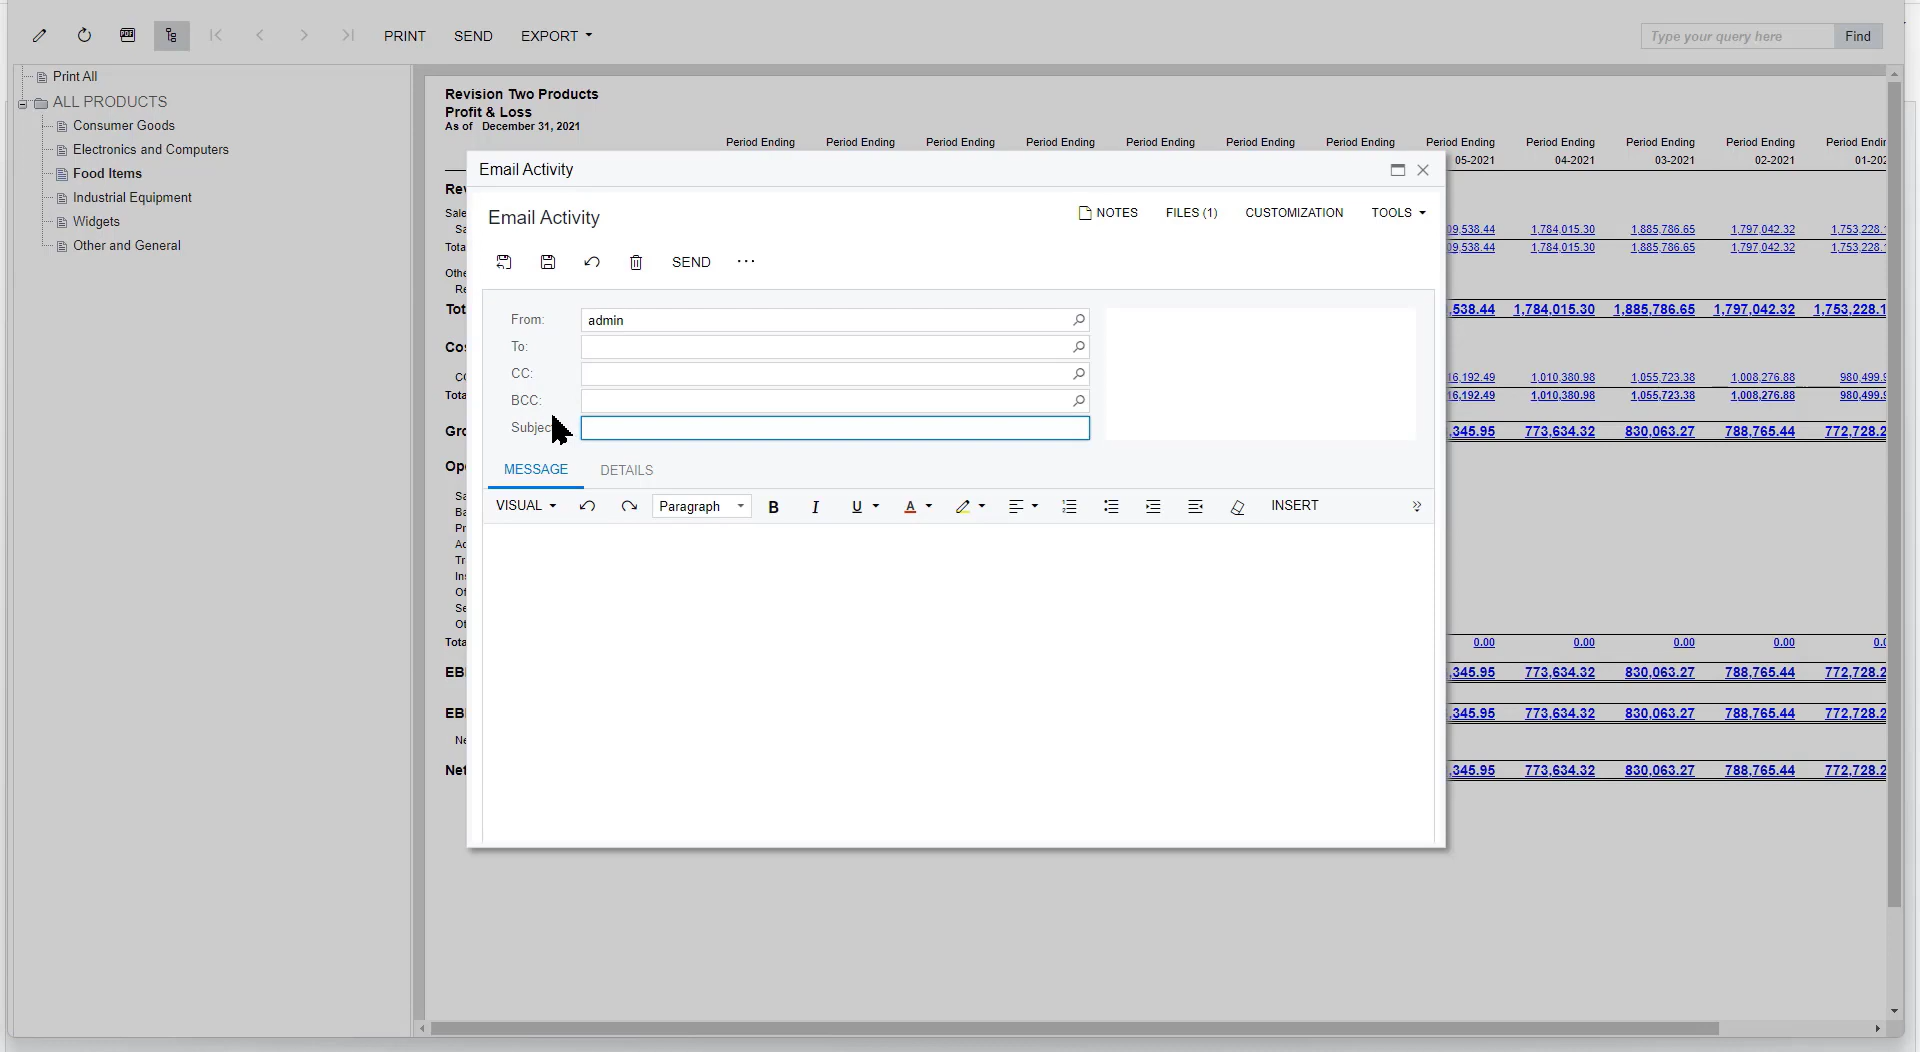 PRINT SEND EXPORT Type your query here Find
Print All
ALL PRODUCTS
Consumer Goods
Electronics and Computers
Food Items
Industrial Equipment
Widgets
Other and General
Revision Two Products
Profit & Loss
As of December 31, 2021
Period Ending Period Ending Period Ending Period Ending Period Ending Period Ending Period Ending Period Ending Period Ending Period Ending Period Ending
05-2021 04-2021 03-2021 02-2021
Email Activity
Email Activity
NOTES FILES (1) CUSTOMIZATION TOOLS
SEND ...
From: admin
To:
CC:
BCC:
MESSAGE DETAILS
VISUAL Paragraph B I U A INSERT
1,784,015.30 1,885,786.65 1,797,042.32
1,784,015.30 1,885,786.65 1,797,042.32
1,784,015.30 1,885,786.65 1,797,042.32
1,010,380.98 1,055,723.38 1,008,276.88
1,010,380.98 1,055,723.38 1,008,276.88
773,634.32 830,063.27 788,765.44
0.00 0.00 0.00 0.00
773,634.32 830,063.27 788,765.44
773,634.32 830,063.27 788,765.44
773,634.32 830,063.27 788,765.44